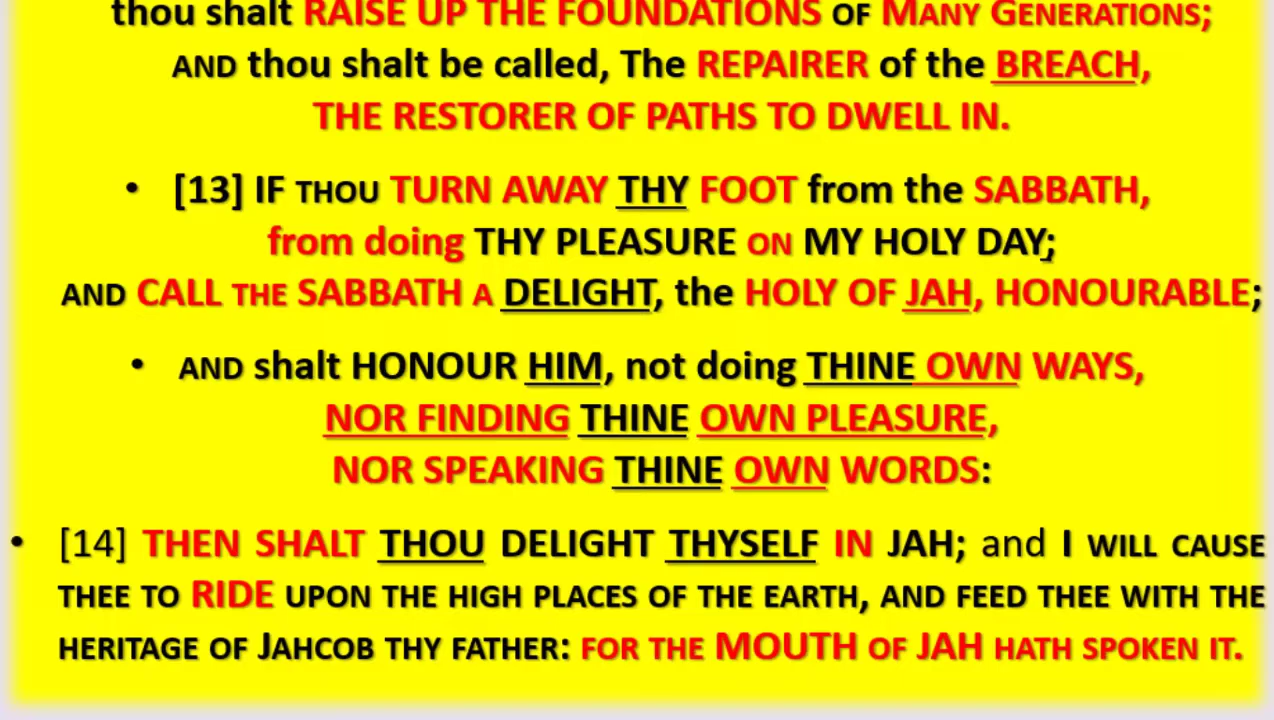 thou shalt RAISE UP THE FOUNDATIONS OF MANY GENERATIONS;
AND thou shalt be called, The REPAIRER of the BREACH,
THE RESTORER OF PATHS TO DWELL IN.
• [13] IF THOU TURN AWAY THY FOOT from the SABBATH,
from doing THY PLEASURE ON MY HOLY DAY;
AND CALL THE SABBATH A DELIGHT, the HOLY OF JAH, HONOURABLE;
• AND shalt HONOUR HIM, not doing THINE OWN WAYS,
NOR FINDING THINE OWN PLEASURE,
NOR SPEAKING THINE OWN WORDS:
• [14] THEN SHALT THOU DELIGHT THYSELF IN JAH; and I WILL CAUSE
THEE TO RIDE UPON THE HIGH PLACES OF THE EARTH, AND FEED THEE WITH THE
HERITAGE OF JAHCOB THY FATHER: FOR THE MOUTH OF JAH HATH SPOKEN IT.